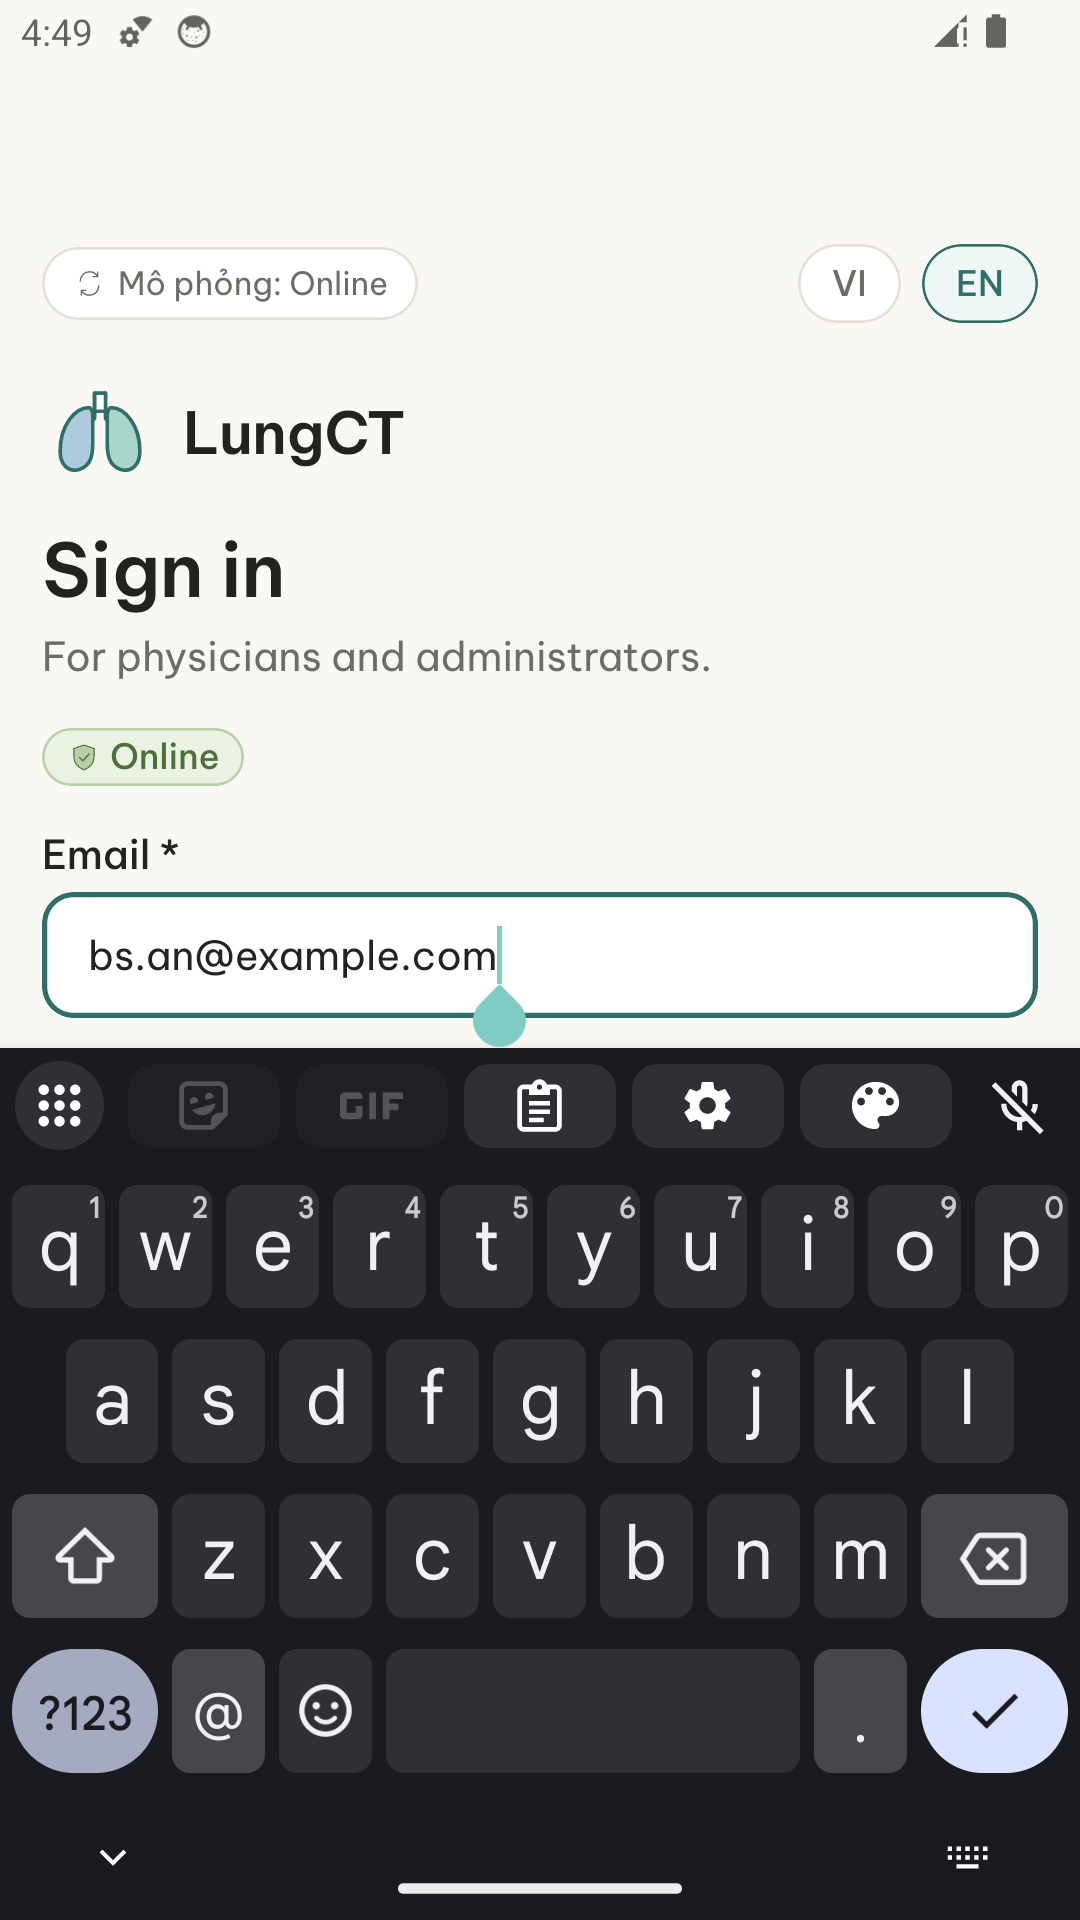 4:49
Mô phỏng: Online
VI
EN
LungCT
Sign in
For physicians and administrators.
Online
Email *
bs.an@example.com
GIF
q 1 w 2 e 3 r 4 t 5 y 6 u 7 i 8 o 9 p 0
a s d f g h j k l
z x c v b n m
?123 @ .